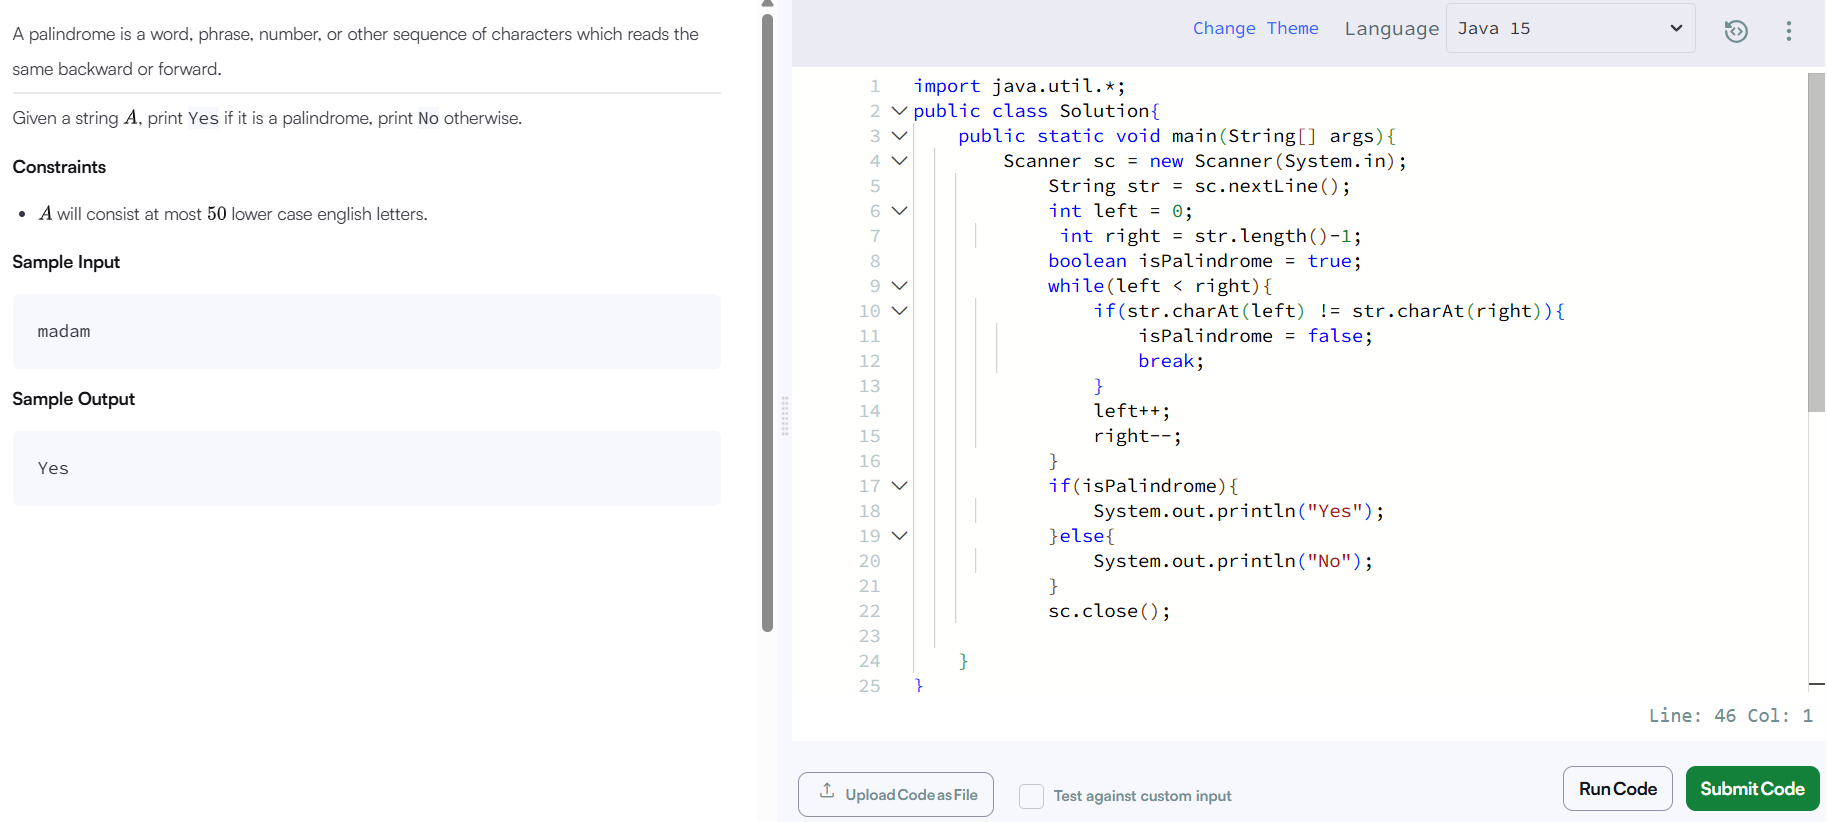 A palindrome is a word, phrase, number, or other sequence of characters which reads the
same backward or forward.
Given a string A, print Yes if it is a palindrome, print No otherwise.
Constraints
• A will consist at most 50 lower case english letters.
Sample Input
madam
Sample Output
Yes
Change Theme Language Java 15
1 import java.util.*;
2 public class Solution{
3 public static void main(String[] args){
4 Scanner sc = new Scanner(System.in);
5 String str = sc.nextLine();
6 int left = 0;
7 int right = str.length()-1;
8 boolean isPalindrome = true;
9 while(left < right){
10 if(str.charAt(left) != str.charAt(right)){
11 isPalindrome = false;
12 break;
13 }
14 left++;
15 right--;
16 }
17 if(isPalindrome){
18 System.out.println("Yes");
19 }else{
20 System.out.println("No");
21 }
22 sc.close();
23
24 }
25 }
Line: 46 Col: 1
Upload Code as File Test against custom input Run Code Submit Code